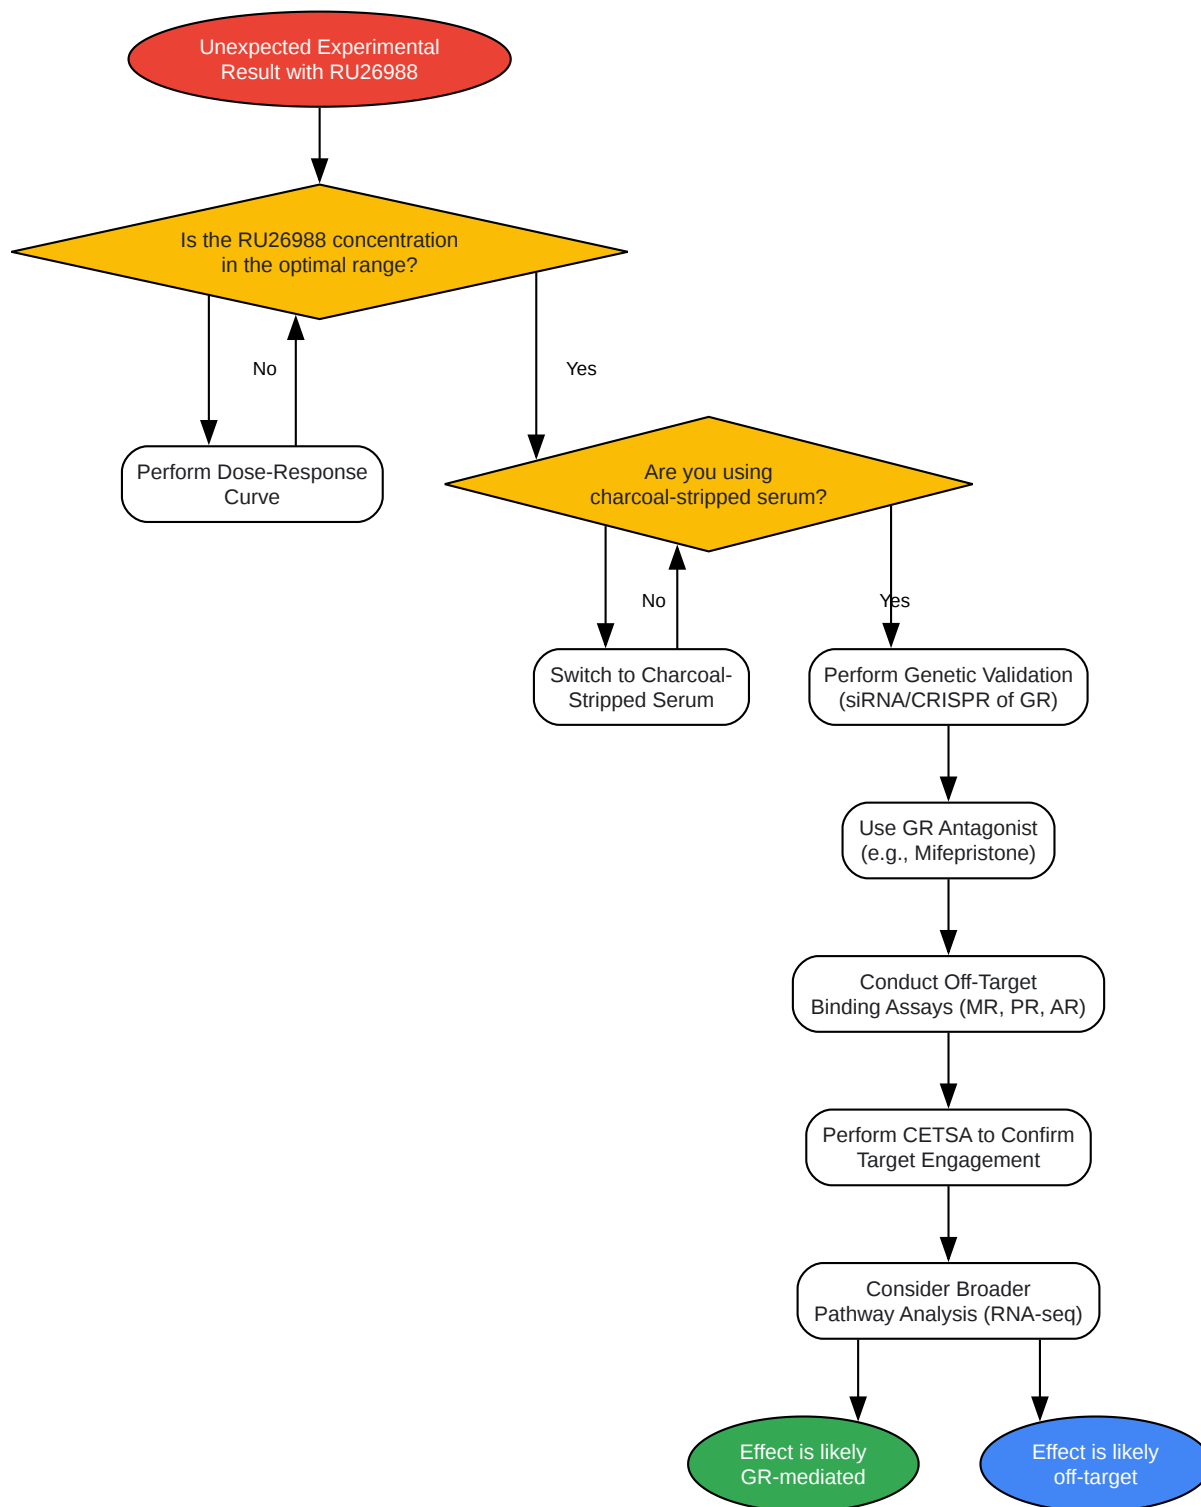 Unexpected Experimental
Result with RU26988
Is the RU26988 concentration
in the optimal range?
No
Yes
Perform Dose-Response
Curve
Are you using
charcoal-stripped serum?
No
Yes
Switch to Charcoal-
Stripped Serum
Perform Genetic Validation
(siRNA/CRISPR of GR)
Use GR Antagonist
(e.g., Mifepristone)
Conduct Off-Target
Binding Assays (MR, PR, AR)
Perform CETSA to Confirm
Target Engagement
Consider Broader
Pathway Analysis (RNA-seq)
Effect is likely
GR-mediated
Effect is likely
off-target